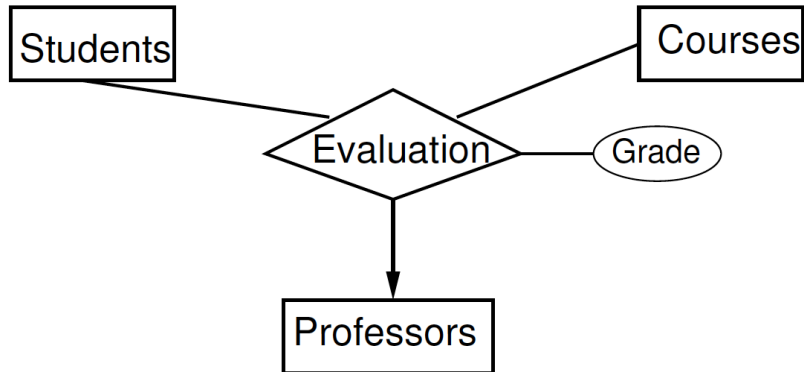 Students
Courses
Evaluation
Grade
Professors